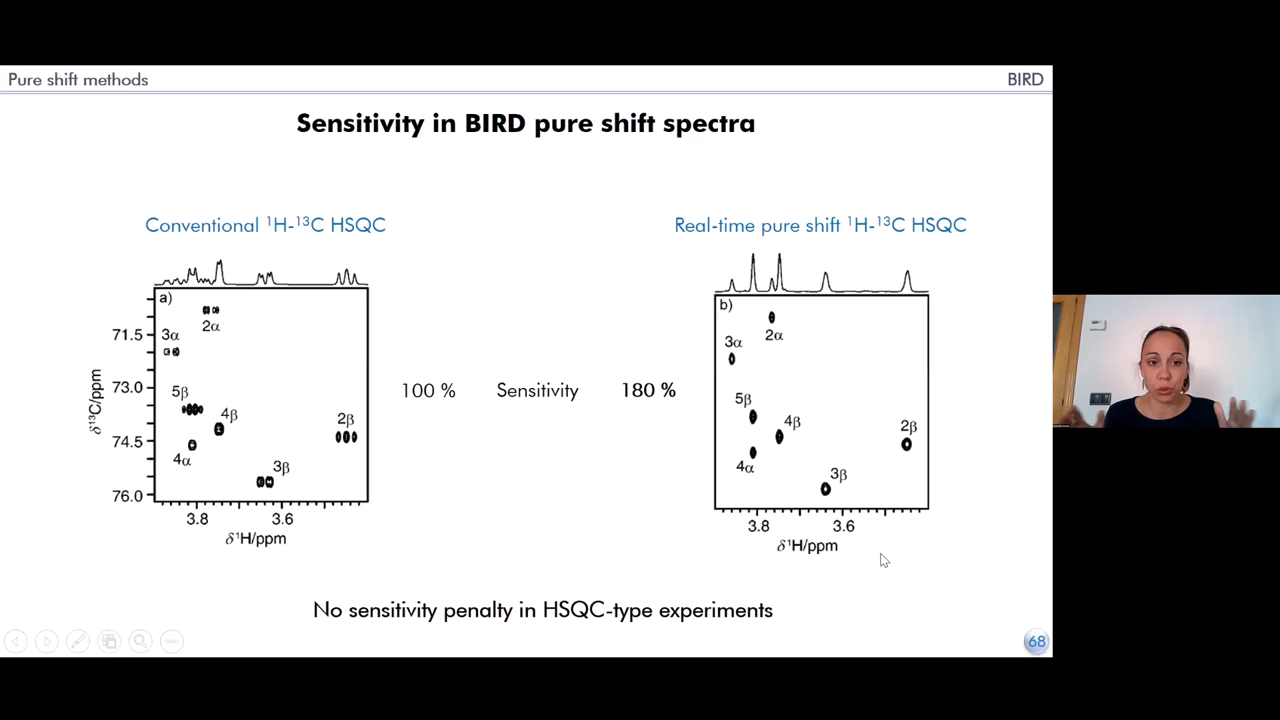 Pure shift methods
BIRD
Sensitivity in BIRD pure shift spectra
Conventional ¹H-¹³C HSQC
Real-time pure shift ¹H-¹³C HSQC
a)
2α
3α
5β
4β
4α
2β
3β
71.5
73.0
74.5
76.0
δ¹³C/ppm
3.8
3.6
δ¹H/ppm
100 %
Sensitivity
180 %
b)
2α
3α
5β
4β
4α
2β
3β
3.8
3.6
δ¹H/ppm
No sensitivity penalty in HSQC-type experiments
68